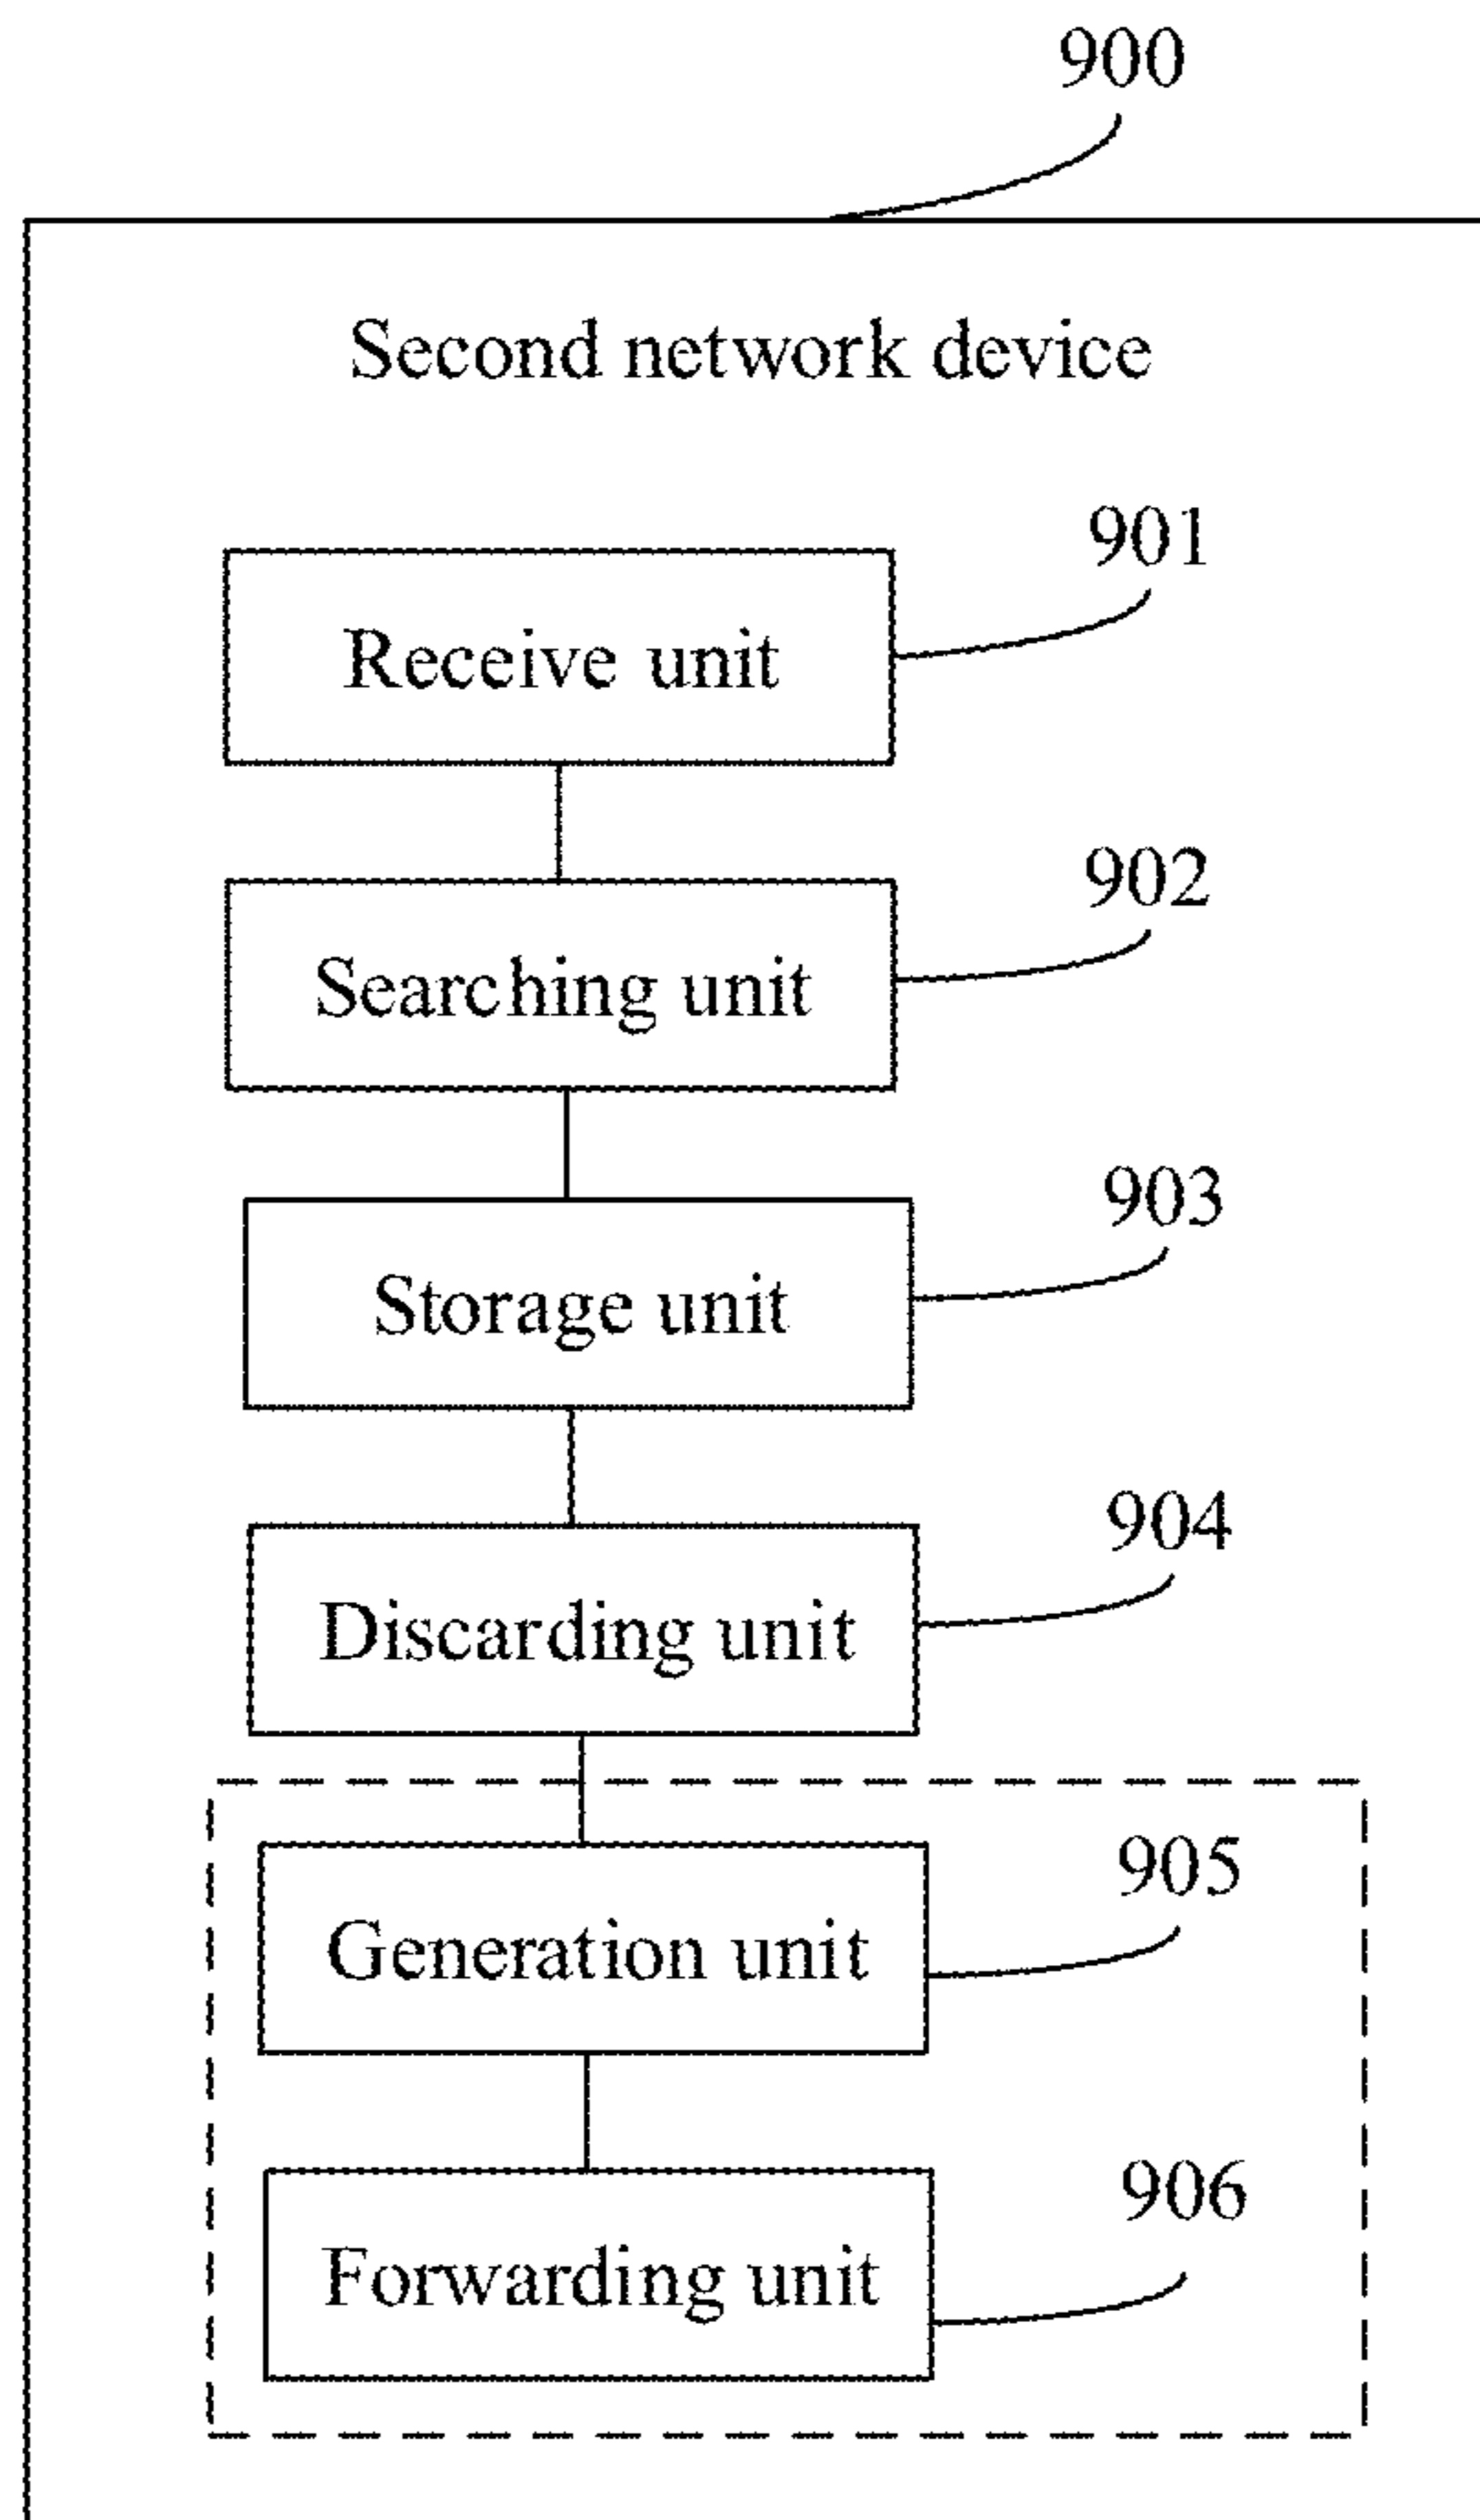 900
Second network device
901
Receive unit
902
Searching unit
903
Storage unit
904
Discarding unit
905
Generation unit
906
Forwarding unit